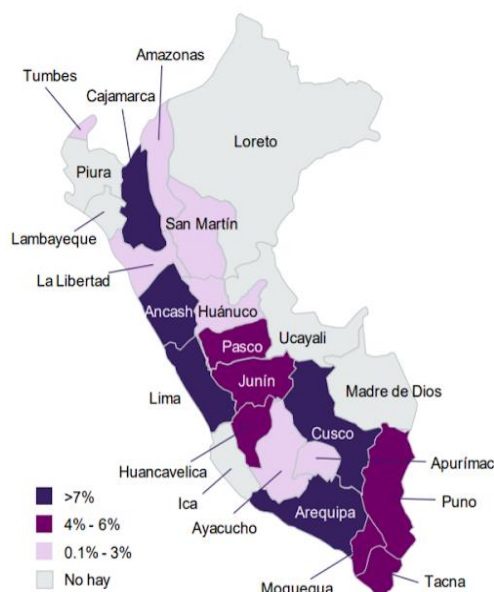 Amazonas
Tumbes
Cajamarca
Loreto
Piura
San Martín
Lambayeque
La Libertad
Ancash
Huánuco
Pasco
Ucayali
Junín
Lima
Madre de Dios
Cusco
Huancavelica
Apurímac
Ica
Ayacucho
Arequipa
Puno
Moquegua
Tacna
>7%
4% - 6%
0.1% - 3%
No hay